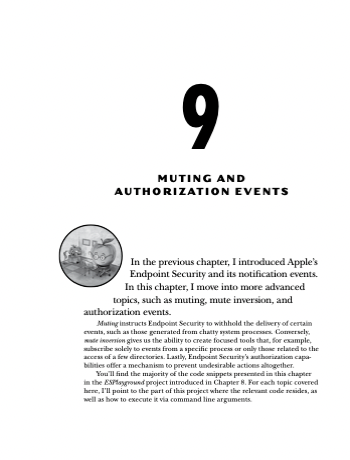 9
MUTING AND
AUTHORIZATION EVENTS
In the previous chapter, I introduced Apple’s
Endpoint Security and its notification events.
In this chapter, I move into more advanced
topics, such as muting, mute inversion, and
authorization events.
Muting instructs Endpoint Security to withhold the delivery of certain
events, such as those generated from chatty system processes. Conversely,
mute inversion gives us the ability to create focused tools that, for example,
subscribe solely to events from a specific process or only those related to the
access of a few directories. Lastly, Endpoint Security’s authorization capa-
bilities offer a mechanism to prevent undesirable actions altogether.
You’ll find the majority of the code snippets presented in this chapter
in the ESPlayground project introduced in Chapter 8. For each topic covered
here, I’ll point to the part of this project where the relevant code resides, as
well as how to execute it via command line arguments.